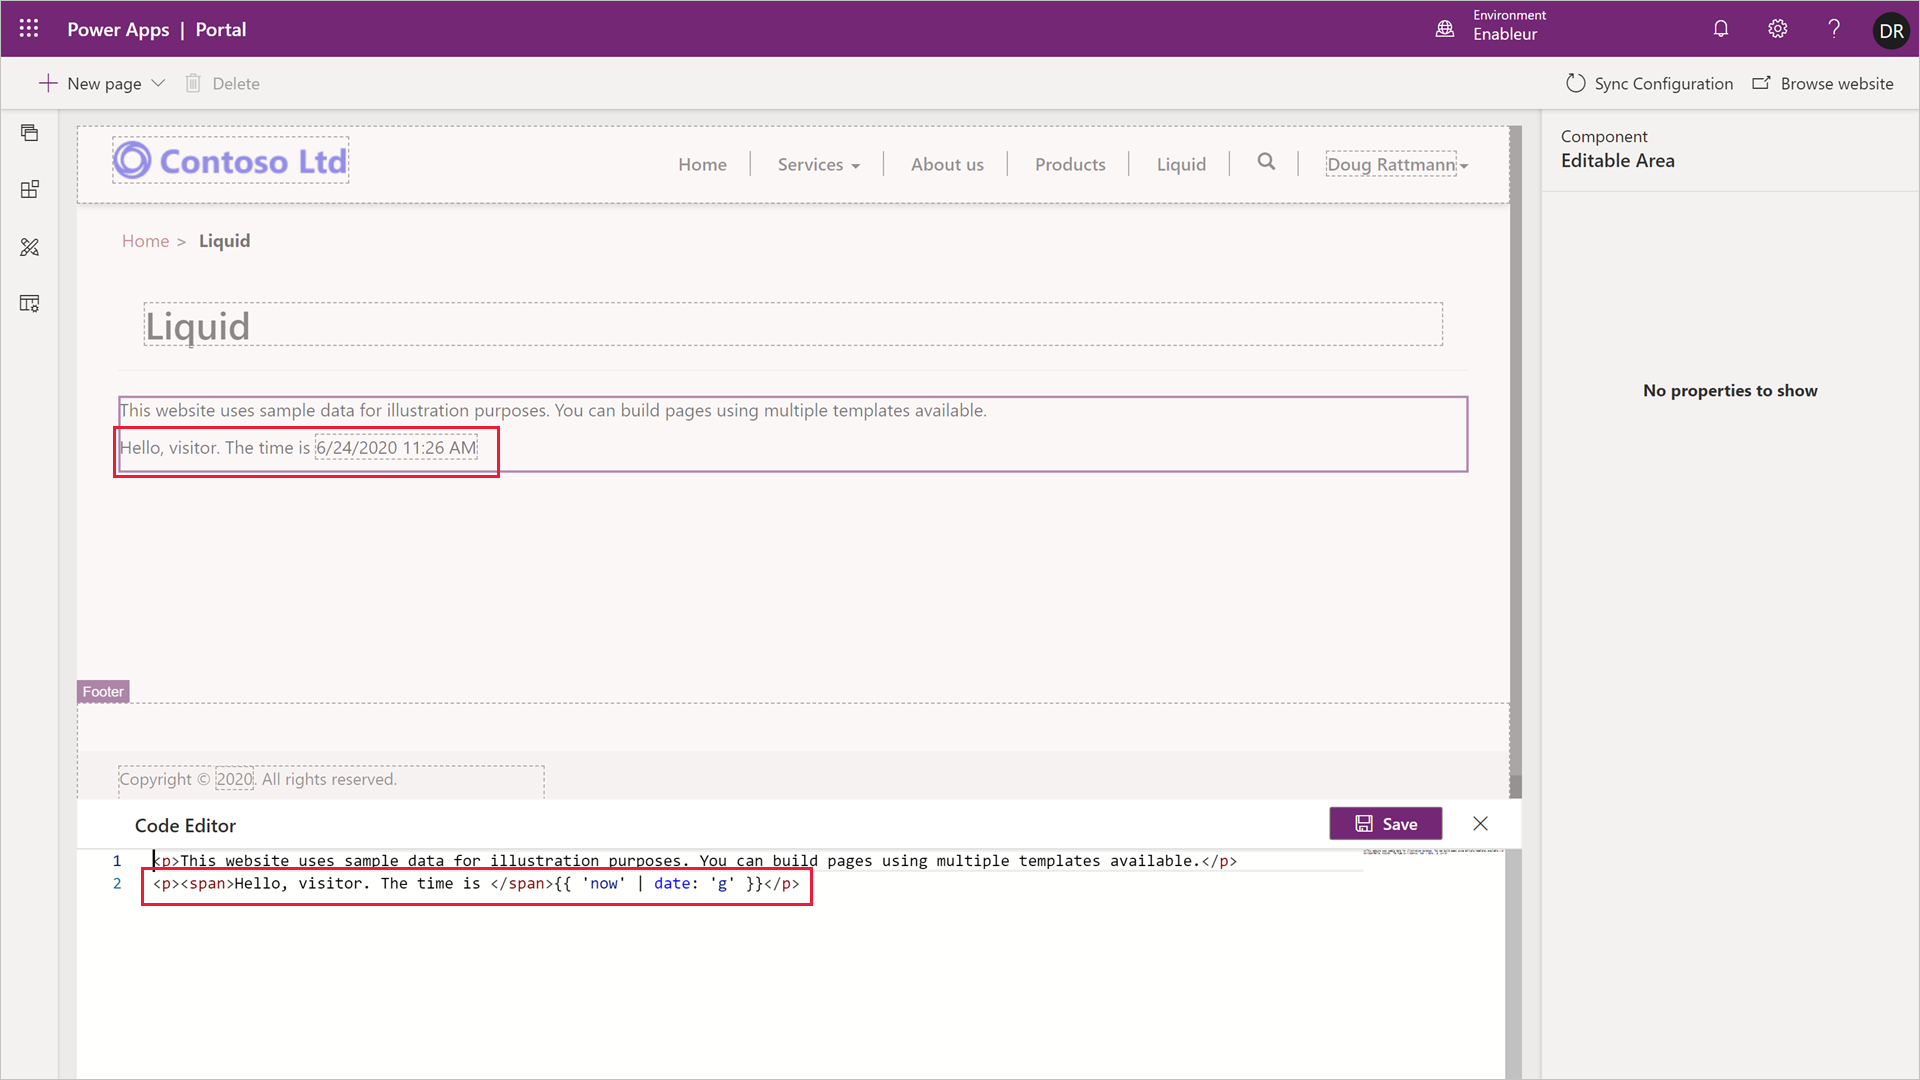 Power Apps | Portal
Environment
Enableur
?
DR
New page
Delete
Sync Configuration
Browse website
Contoso Ltd
Home
Services
About us
Products
Liquid
Doug Rattmann
Component
Editable Area
Home > Liquid
Liquid
No properties to show
This website uses sample data for illustration purposes. You can build pages using multiple templates available.
Hello, visitor. The time is 6/24/2020 11:26 AM
Footer
Copyright © 2020. All rights reserved.
Code Editor
Save
1 <p>This website uses sample data for illustration purposes. You can build pages using multiple templates available.</p>
2 <p><span>Hello, visitor. The time is </span>{{ 'now' | date: 'g' }}</p>